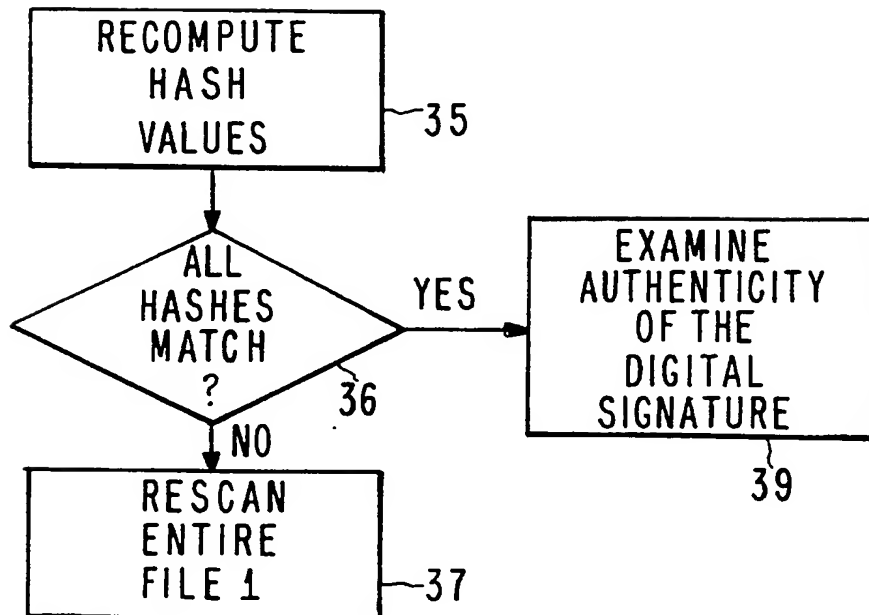 RECOMPUTE
HASH
VALUES
35
ALL
HASHES
MATCH
?
36
YES
EXAMINE
AUTHENTICITY
OF THE
DIGITAL
SIGNATURE
39
NO
RESCAN
ENTIRE
FILE 1
37